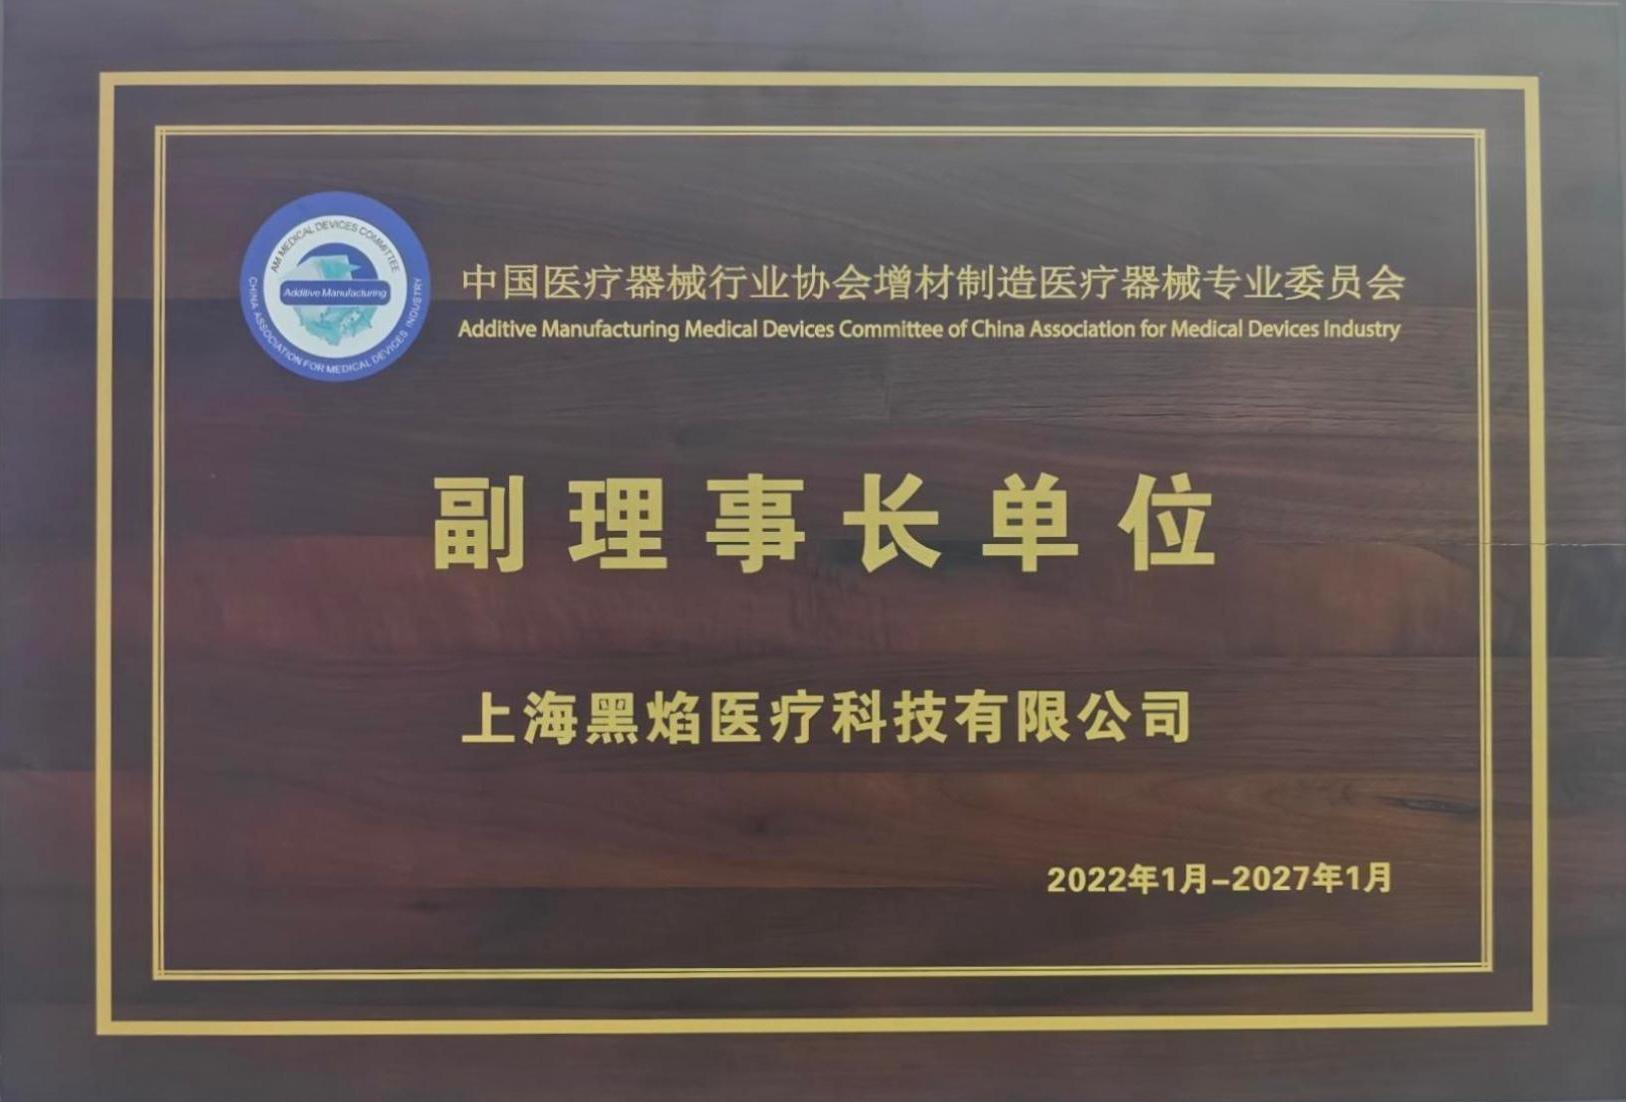 AM MEDICAL DEVICES COMMITTEE
Additive Manufacturing
CHINA ASSOCIATION FOR MEDICAL DEVICES INDUSTRY
中国医疗器械行业协会增材制造医疗器械专业委员会
Additive Manufacturing Medical Devices Committee of China Association for Medical Devices Industry
副理事长单位
上海黑焰医疗科技有限公司
2022年1月-2027年1月